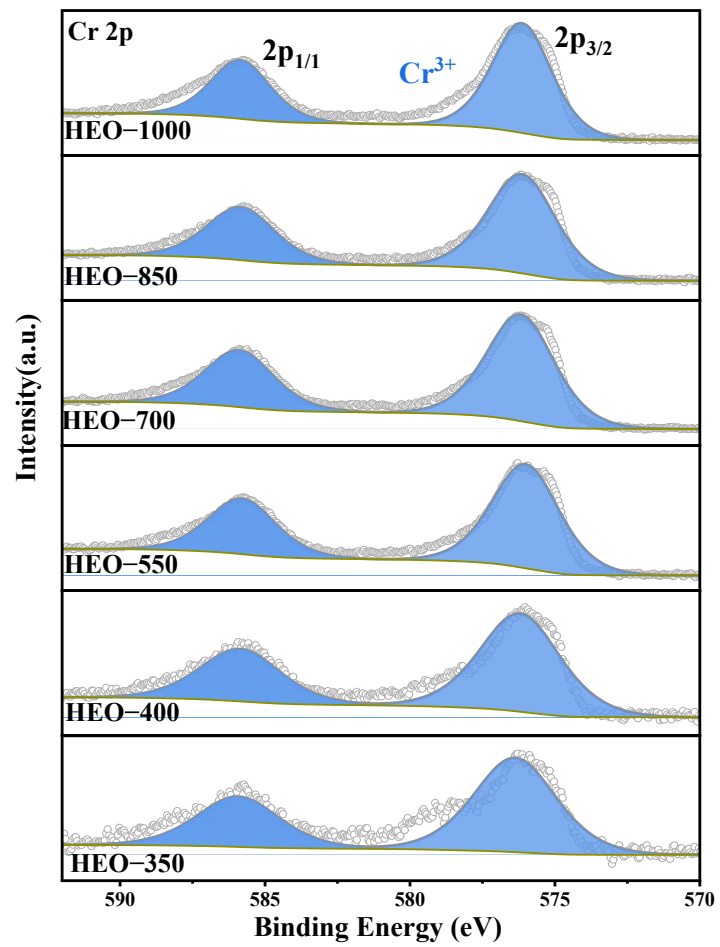 Cr 2p
2p1/1
Cr3+
2p3/2
HEO−1000
HEO−850
HEO−700
HEO−550
HEO−400
HEO−350
Intensity(a.u.)
590 585 580 575 570
Binding Energy (eV)